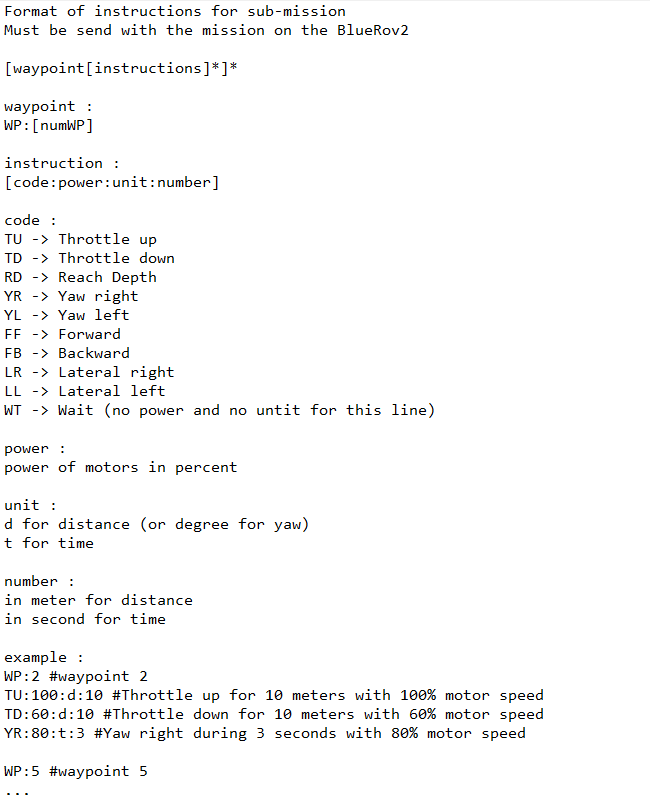 Format of instructions for sub-mission
Must be send with the mission on the BlueRov2
[waypoint[instructions]*]*
waypoint :
WP:[numWP]
instruction :
[code:power:unit:number]
code :
TU -> Throttle up
TD -> Throttle down
RD -> Reach Depth
YR -> Yaw right
YL -> Yaw left
FF -> Forward
FB -> Backward
LR -> Lateral right
LL -> Lateral left
WT -> Wait (no power and no untit for this line)
power :
power of motors in percent
unit :
d for distance (or degree for yaw)
t for time
number :
in meter for distance
in second for time
example :
WP:2 #waypoint 2
TU:100:d:10 #Throttle up for 10 meters with 100% motor speed
TD:60:d:10 #Throttle down for 10 meters with 60% motor speed
YR:80:t:3 #Yaw right during 3 seconds with 80% motor speed
WP:5 #waypoint 5
...